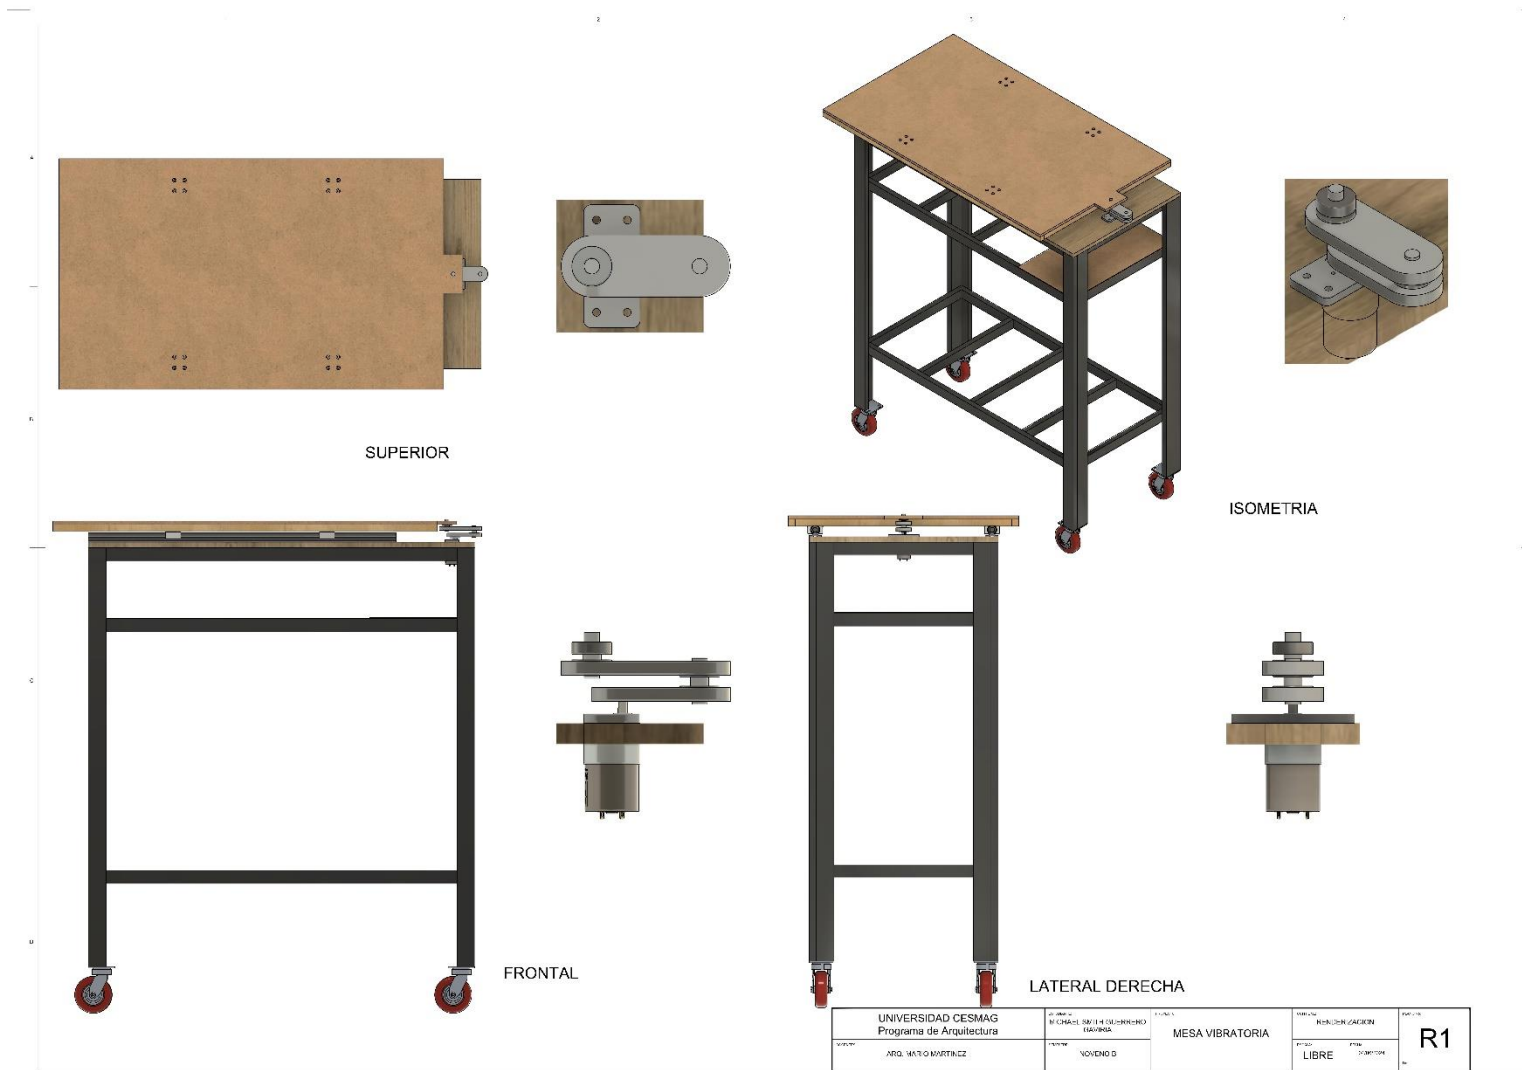 2
A
SUPERIOR
ISOMETRIA
C
FRONTAL
D
LATERAL DERECHA
UNIVERSIDAD CESMAG
Programa de Arquitectura
MICHAEL SMITH GUERRERO
GAVIRIA
MESA VIBRATORIA
RENDERIZACION
R1
ARQ. MARIO MARTINEZ
NOVENO B
LIBRE